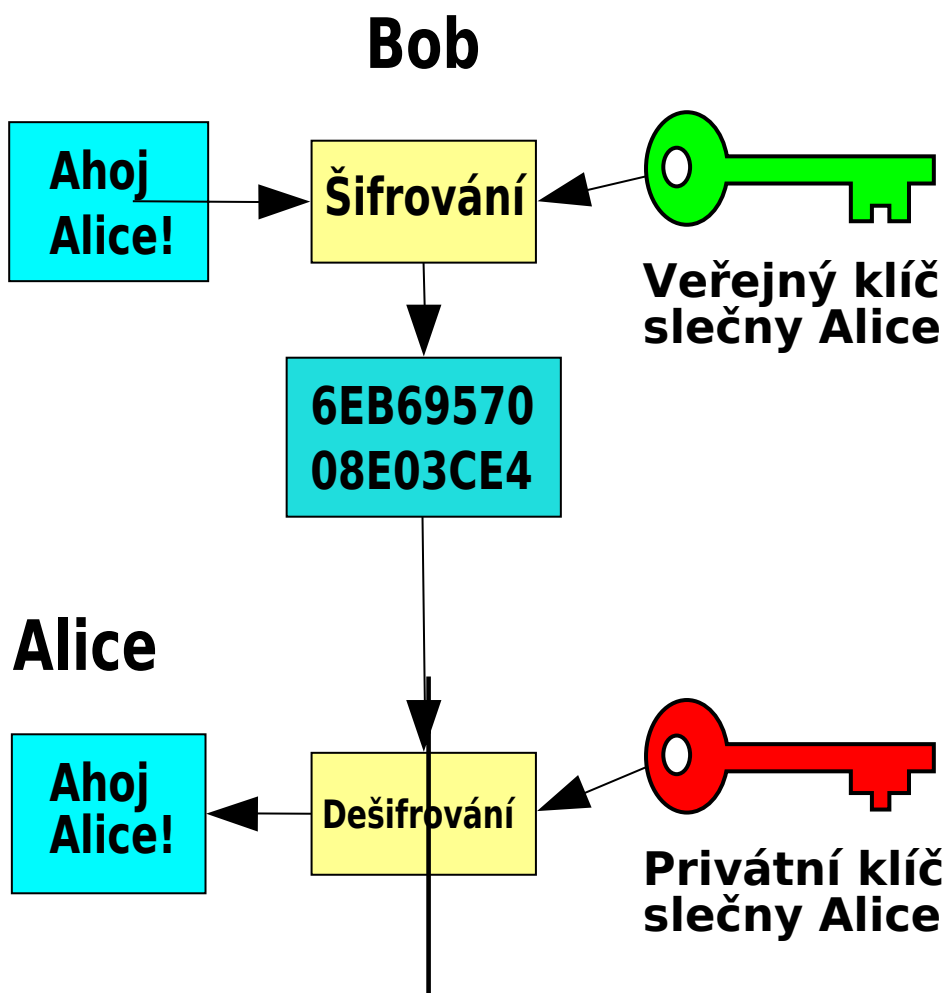 Bob
Ahoj
Alice!
Šifrování
Veřejný klíč
slečny Alice
6EB69570
08E03CE4
Alice
Ahoj
Alice!
Dešifrování
Privátní klíč
slečny Alice